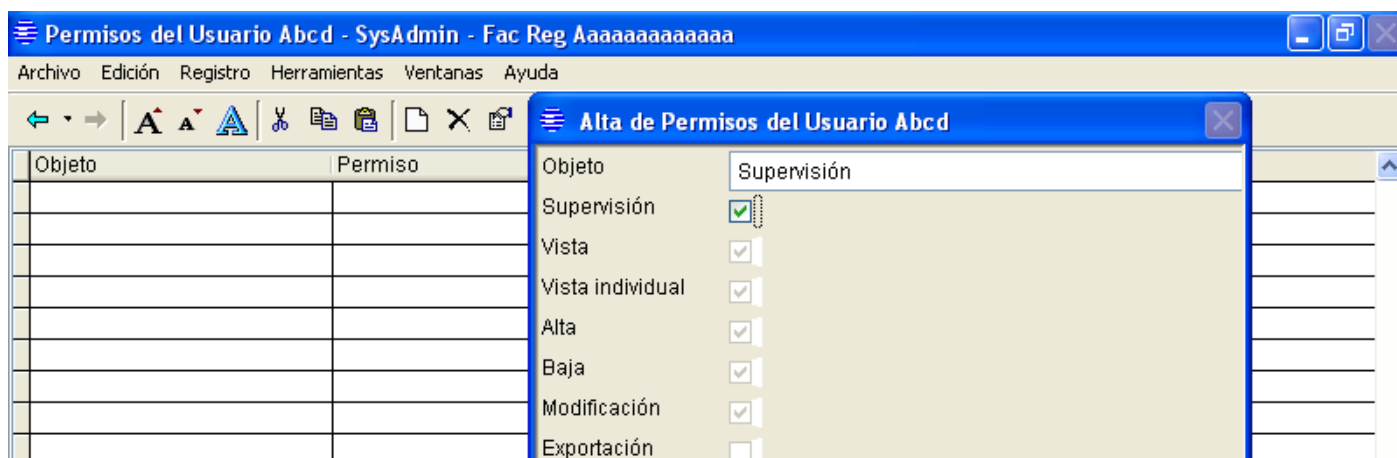 Permisos del Usuario Abcd - SysAdmin - Fac Reg Aaaaaaaaaaaaa
Archivo Edición Registro Herramientas Ventanas Ayuda
Alta de Permisos del Usuario Abcd
Objeto Permiso
Objeto Supervisión
Supervisión
Vista
Vista individual
Alta
Baja
Modificación
Exportación